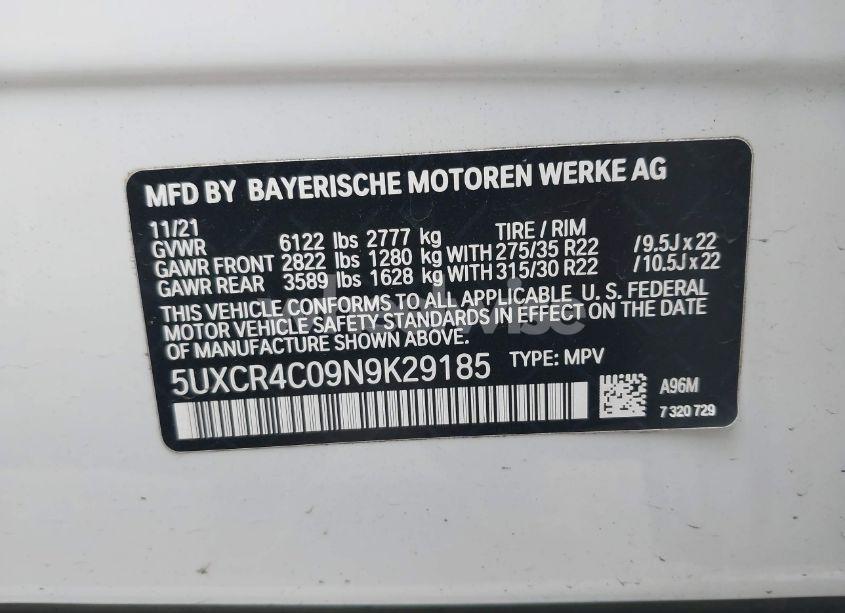 MFD BY BAYERISCHE MOTOREN WERKE AG
11/21
GVWR 6122 lbs 2777 kg TIRE / RIM
GAWR FRONT 2822 lbs 1280 kg WITH 275/35 R22 /9.5J x 22
GAWR REAR 3589 lbs 1628 kg WITH 315/30 R22 /10.5J x 22
THIS VEHICLE CONFORMS TO ALL APPLICABLE U. S. FEDERAL
MOTOR VEHICLE SAFETY STANDARDS IN EFFECT ON THE DATE
OF MANUFACTURE SHOWN ABOVE.
5UXCR4C09N9K29185 TYPE: MPV
A96M
7 320 729